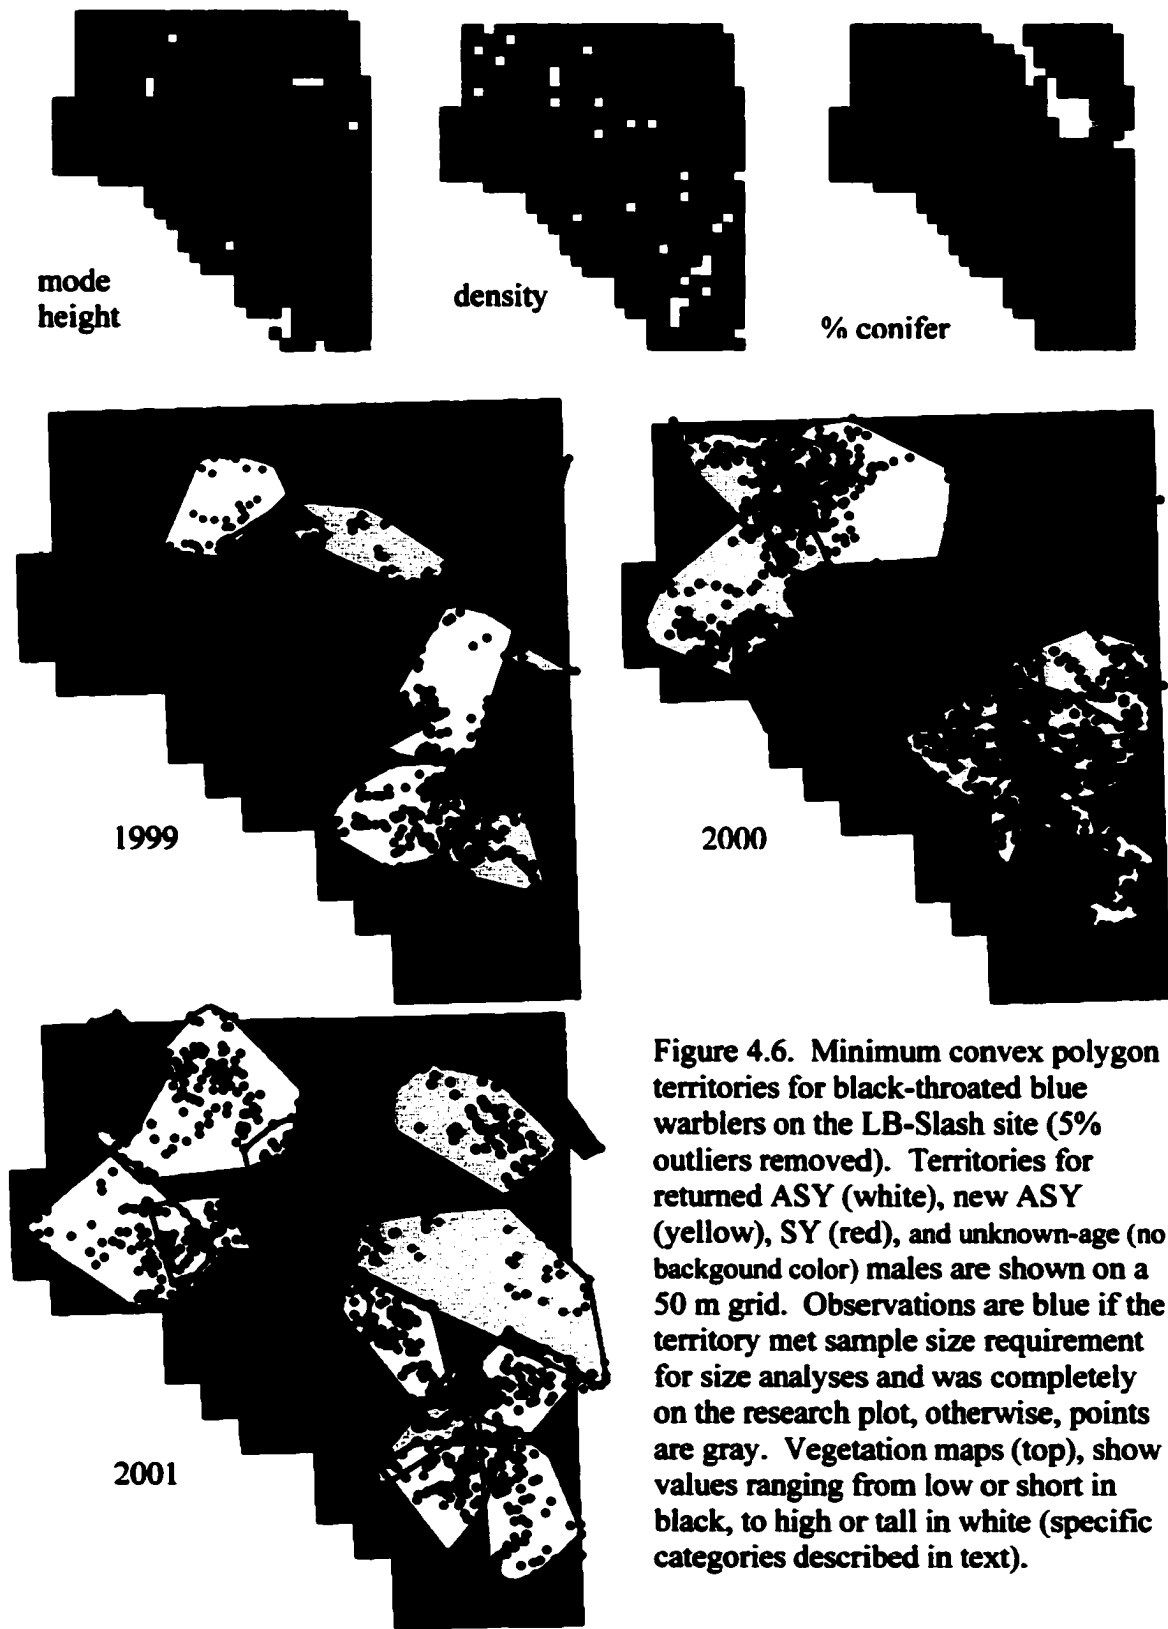 mode
height
density
% conifer
1999
2000
2001
Figure 4.6. Minimum convex polygon
territories for black-throated blue
warblers on the LB-Slash site (5%
outliers removed). Territories for
returned ASY (white), new ASY
(yellow), SY (red), and unknown-age (no
backgound color) males are shown on a
50 m grid. Observations are blue if the
territory met sample size requirement
for size analyses and was completely
on the research plot, otherwise, points
are gray. Vegetation maps (top), show
values ranging from low or short in
black, to high or tall in white (specific
categories described in text).